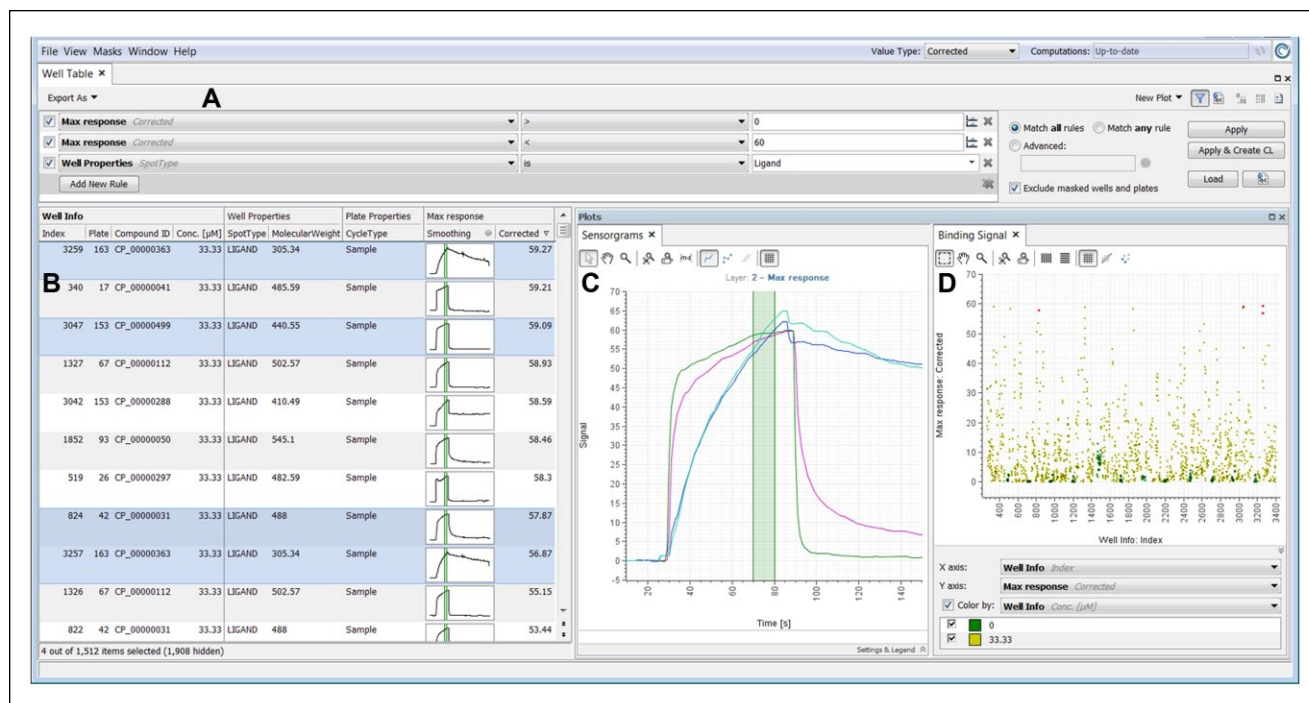 File View Masks Window Help Value Type: Corrected Computations: Up-to-date
Well Table
Export As A New Plot
Max response Corrected > 0
Max response Corrected < 60
Well Properties SpotType is Ligand
Add New Rule
Match all rules Match any rule Apply
Advanced: Apply & Create CL
Load
Exclude masked wells and plates
Well Info Well Properties Plate Properties Max response
Index Plate Compound ID Conc. [µM] SpotType MolecularWeight CycleType Smoothing Corrected
3259 163 CP_00000363 33.33 LIGAND 305.34 Sample 59.27
B 340 17 CP_00000041 33.33 LIGAND 485.59 Sample 59.21
3047 153 CP_00000499 33.33 LIGAND 440.55 Sample 59.09
1327 67 CP_00000112 33.33 LIGAND 502.57 Sample 58.93
3042 153 CP_00000288 33.33 LIGAND 410.49 Sample 58.59
1852 93 CP_00000050 33.33 LIGAND 545.1 Sample 58.46
519 26 CP_00000297 33.33 LIGAND 482.59 Sample 58.3
824 42 CP_00000031 33.33 LIGAND 488 Sample 57.87
3257 163 CP_00000363 33.33 LIGAND 305.34 Sample 56.87
1326 67 CP_00000112 33.33 LIGAND 502.57 Sample 55.15
822 42 CP_00000031 33.33 LIGAND 488 Sample 53.44
4 out of 1,512 items selected (1,908 hidden)
Plots
Sensorgrams
C
Layer: 2 – Max response
70
65
60
55
50
45
40
35
30
25
20
15
10
5
0
-5
Signal
20 40 60 80 100 120 140
Time [s]
Settings & Legend
Binding Signal
D
70
60
50
40
30
20
10
0
Max response: Corrected
400 600 800 1000 1200 1400 1600 1800 2000 2200 2400 2600 2800 3000 3200 3400
Well Info: Index
X axis: Well Info Index
Y axis: Max response Corrected
Color by: Well Info Conc. [µM]
0
33.33